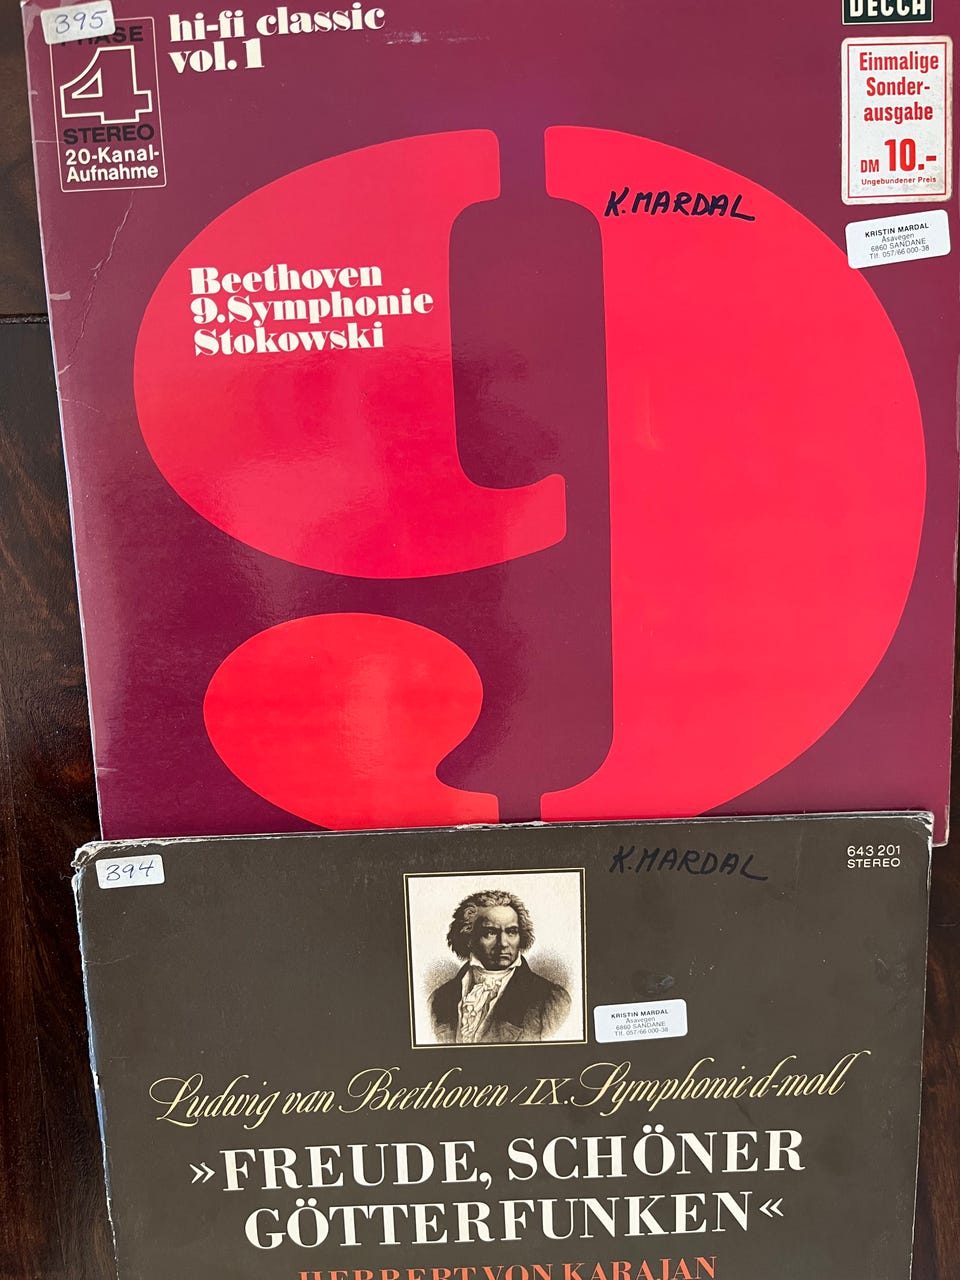 395
PHASE
4
STEREO
20-Kanal-
Aufnahme
hi-fi classic
vol. 1
DECCA
Einmalige
Sonder-
ausgabe
DM 10.-
Ungebundener Preis
K. MARDAL
KRISTIN MARDAL
Åsavegen
6860 SANDANE
Tlf. 057/66 000-38
Beethoven
9. Symphonie
Stokowski
9
394
K. MARDAL
643 201
STEREO
KRISTIN MARDAL
Åsavegen
6860 SANDANE
Tlf. 057/66 000-38
Ludwig van Beethoven / IX. Symphonie d-moll
»FREUDE, SCHÖNER
GÖTTERFUNKEN«
HERBERT VON KARAJAN